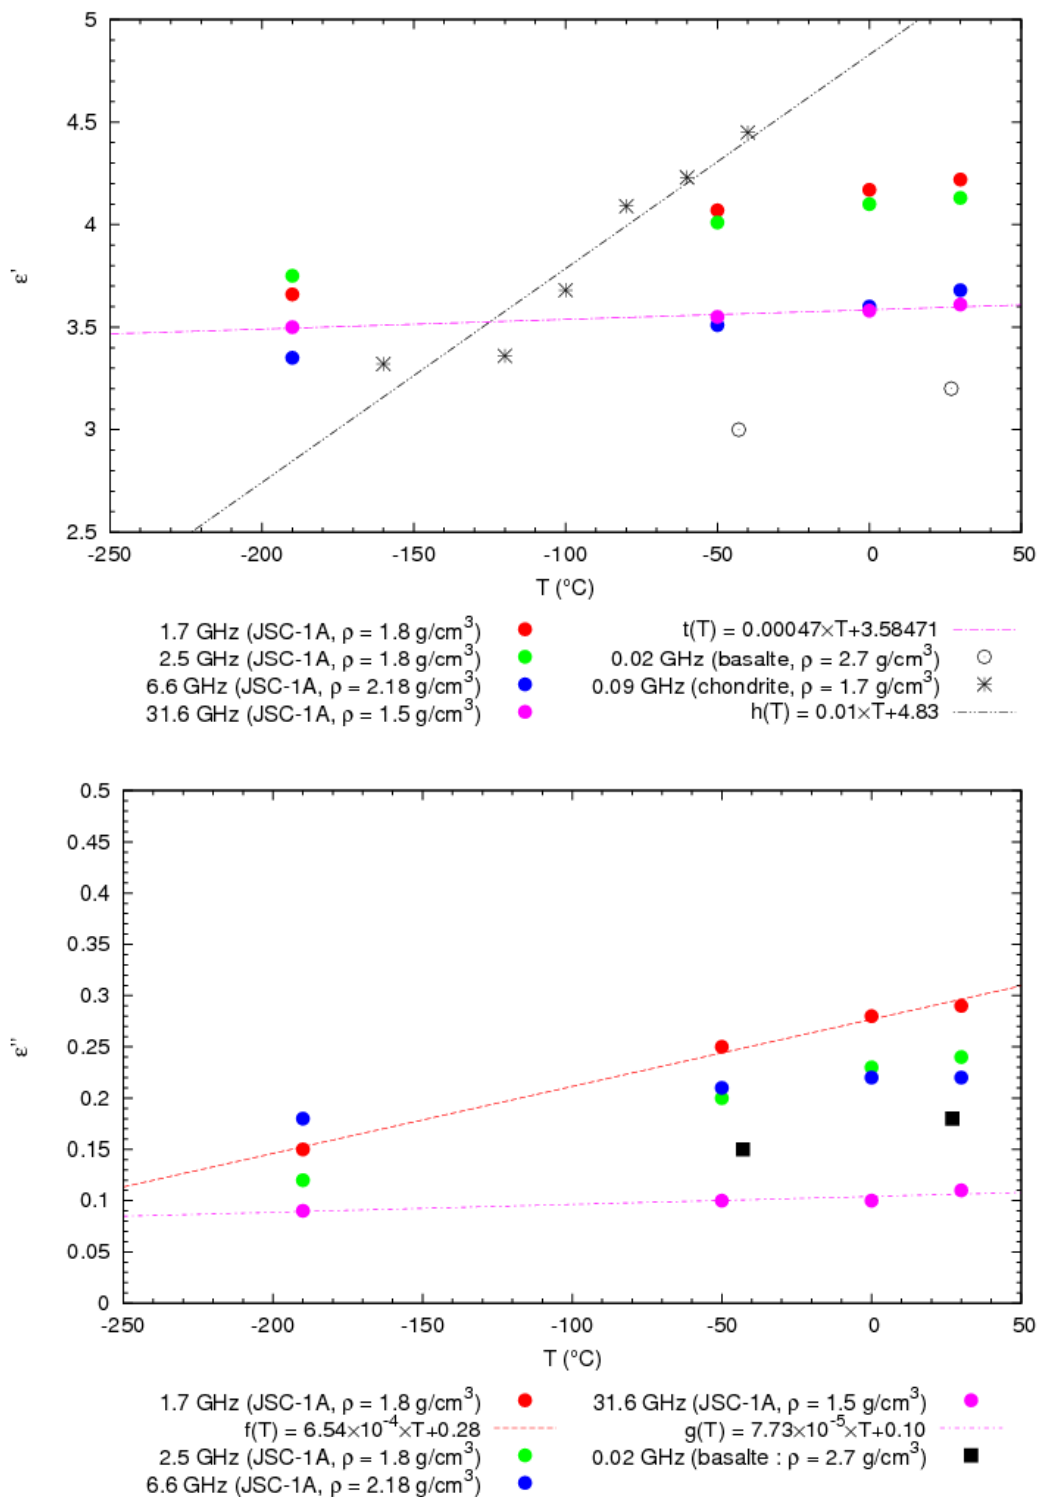 5
4.5
4
3.5
3
2.5
ε'
-250 -200 -150 -100 -50 0 50
T (°C)
1.7 GHz (JSC-1A, ρ = 1.8 g/cm³)
2.5 GHz (JSC-1A, ρ = 1.8 g/cm³)
6.6 GHz (JSC-1A, ρ = 2.18 g/cm³)
31.6 GHz (JSC-1A, ρ = 1.5 g/cm³)
t(T) = 0.00047×T+3.58471
0.02 GHz (basalte, ρ = 2.7 g/cm³)
0.09 GHz (chondrite, ρ = 1.7 g/cm³)
h(T) = 0.01×T+4.83
0.5
0.45
0.4
0.35
0.3
0.25
0.2
0.15
0.1
0.05
0
ε''
-250 -200 -150 -100 -50 0 50
T (°C)
1.7 GHz (JSC-1A, ρ = 1.8 g/cm³)
f(T) = 6.54×10⁻⁴×T+0.28
2.5 GHz (JSC-1A, ρ = 1.8 g/cm³)
6.6 GHz (JSC-1A, ρ = 2.18 g/cm³)
31.6 GHz (JSC-1A, ρ = 1.5 g/cm³)
g(T) = 7.73×10⁻⁵×T+0.10
0.02 GHz (basalte : ρ = 2.7 g/cm³)